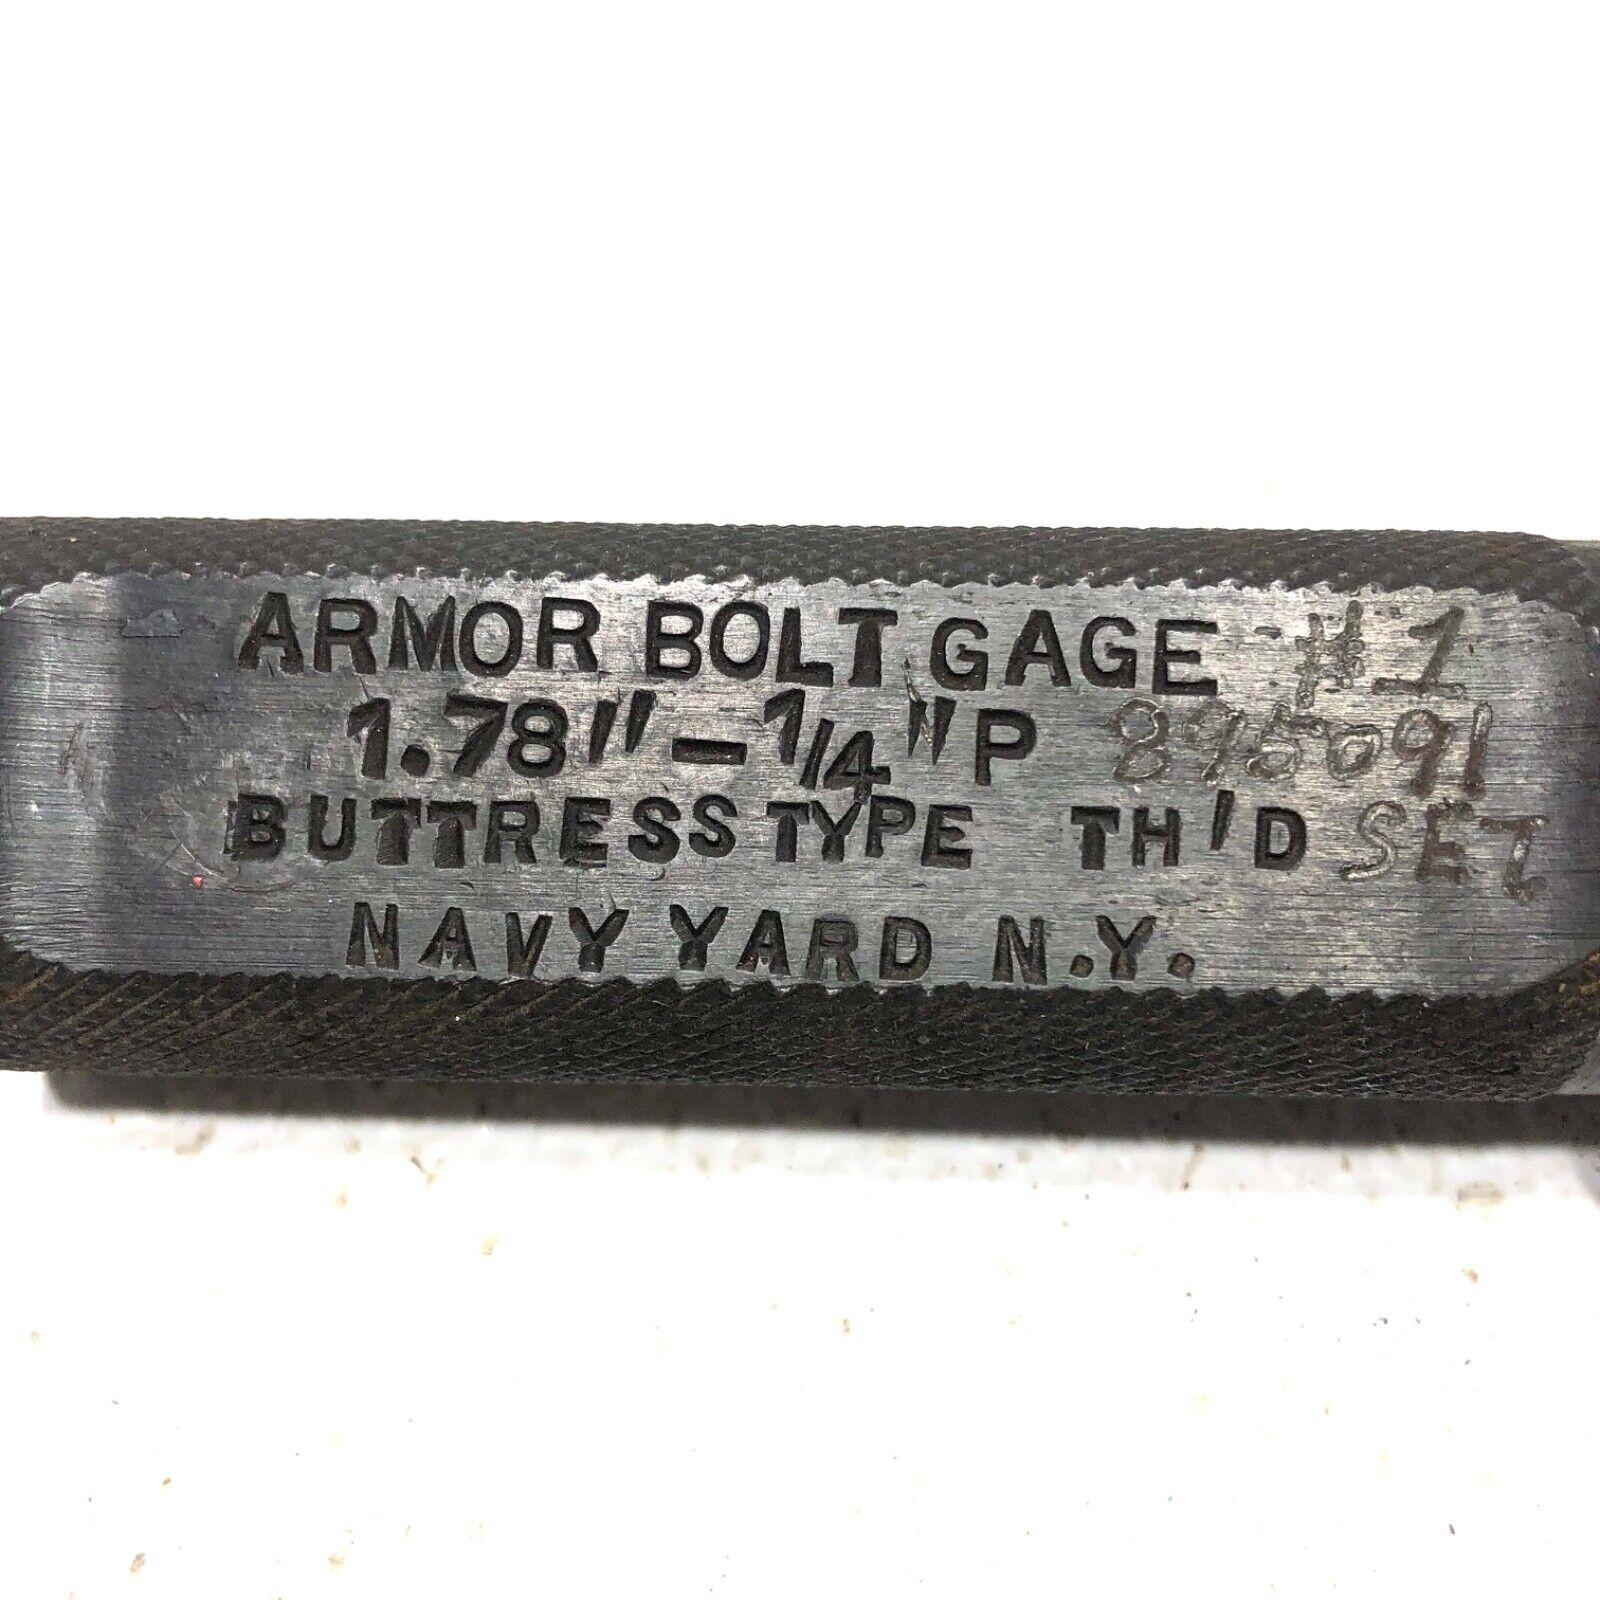 ARMOR BOLT GAGE #1
1.78" - 1/4" P 895091
BUTTRESS TYPE TH'D SET
NAVY YARD N.Y.